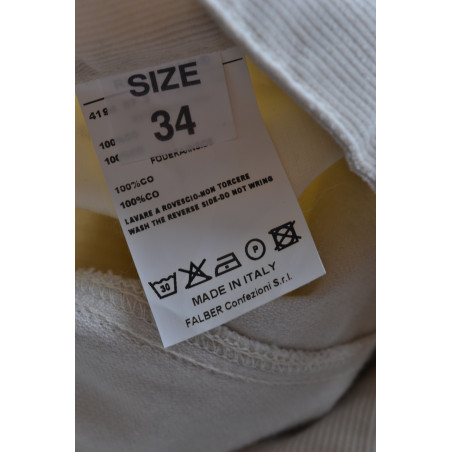 SIZE
34
100%CO
100%CO
LAVARE A ROVESCIO-NON TORCERE
WASH THE REVERSE SIDE-DO NOT WRING
30 P
MADE IN ITALY
FALBER Confezioni S.r.l.